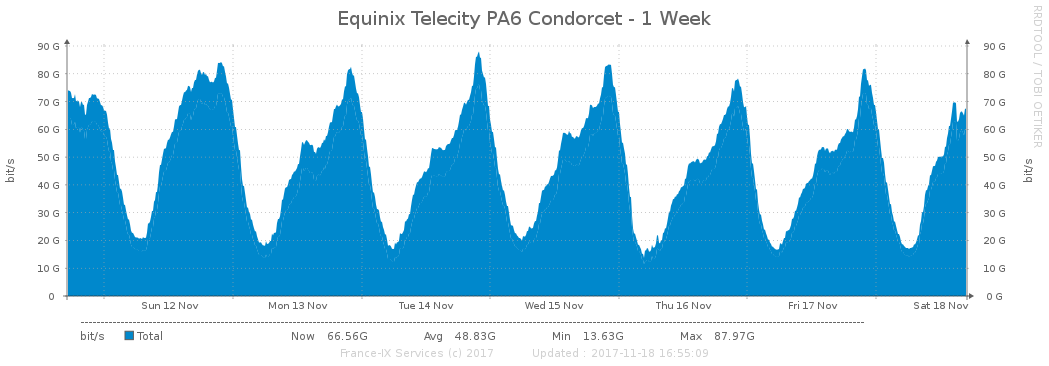 Equinix Telecity PA6 Condorcet - 1 Week
RRDTOOL / TOBI OETIKER
bit/s
90 G 90 G
80 G 80 G
70 G 70 G
60 G 60 G
50 G 50 G
40 G 40 G
30 G 30 G
20 G 20 G
10 G 10 G
0 0 G
bit/s
Sun 12 Nov Mon 13 Nov Tue 14 Nov Wed 15 Nov Thu 16 Nov Fri 17 Nov Sat 18 Nov
bit/s Total Now 66.56G Avg 48.83G Min 13.63G Max 87.97G
France-IX Services (c) 2017 Updated : 2017-11-18 16:55:09